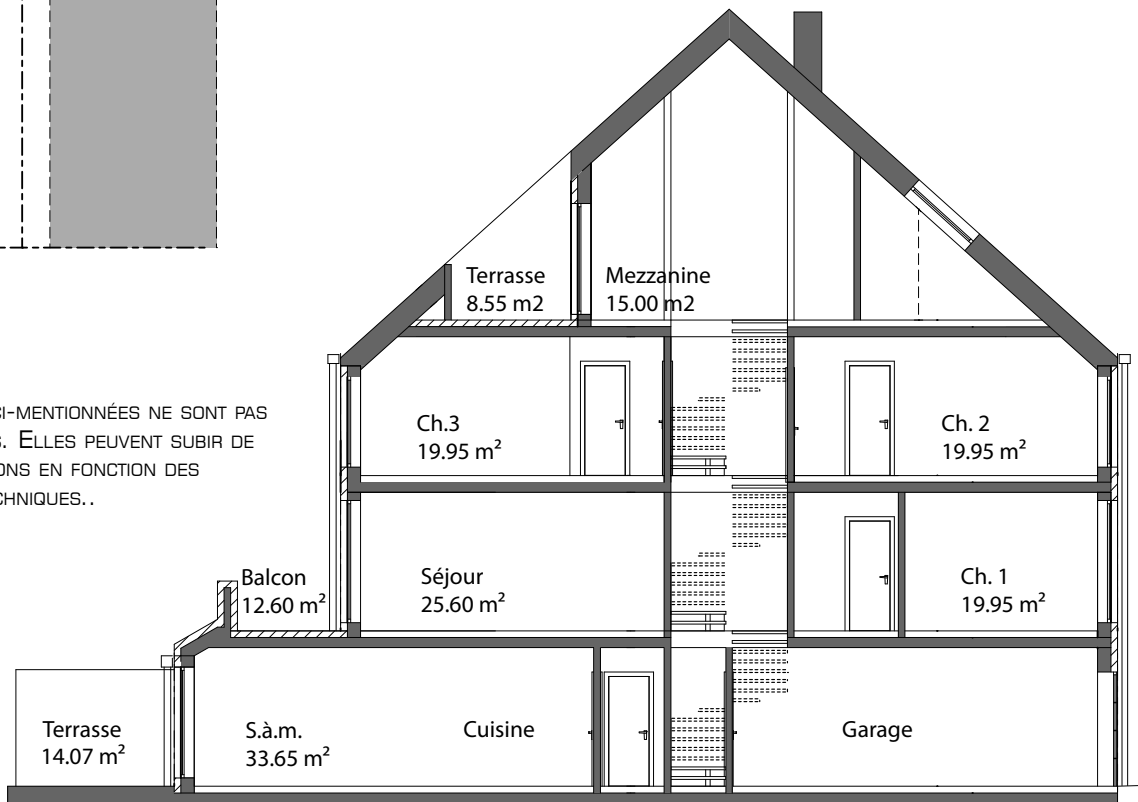 Terrasse
8.55 m2
Mezzanine
15.00 m2
CI-MENTIONNÉES NE SONT PAS
S. ELLES PEUVENT SUBIR DE
ONS EN FONCTION DES
CHNIQUES..
Ch.3
19.95 m²
Ch. 2
19.95 m²
Balcon
12.60 m²
Séjour
25.60 m²
Ch. 1
19.95 m²
Terrasse
14.07 m²
S.à.m.
33.65 m²
Cuisine
Garage